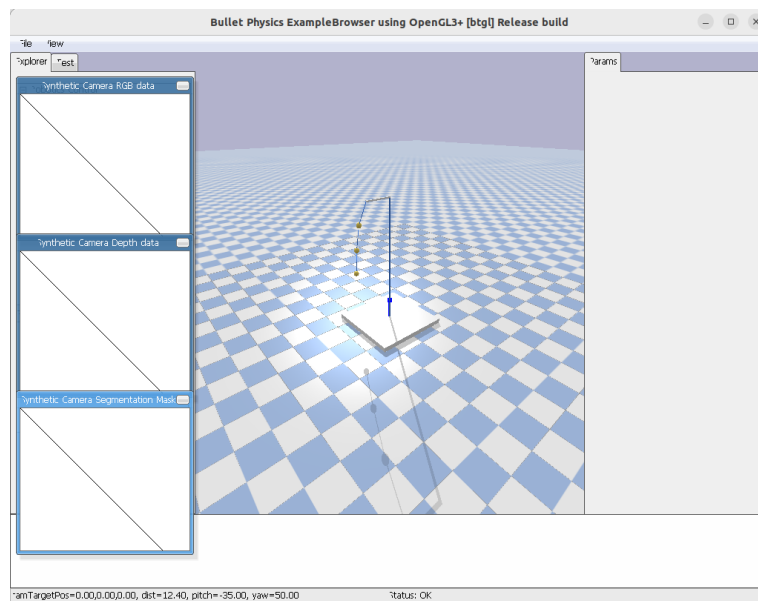 Bullet Physics ExampleBrowser using OpenGL3+ [btgl] Release build
File View
Explorer Test
Params
Synthetic Camera RGB data
Synthetic Camera Depth data
Synthetic Camera Segmentation Mask
camTargetPos=0.00,0.00,0.00, dist=12.40, pitch=-35.00, yaw=50.00 Status: OK